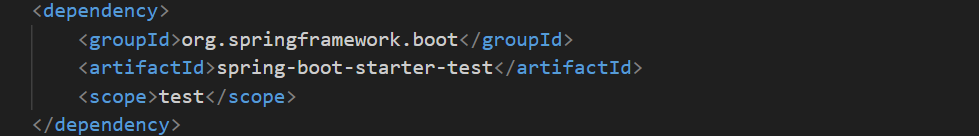 <dependency>
<groupId>org.springframework.boot</groupId>
<artifactId>spring-boot-starter-test</artifactId>
<scope>test</scope>
</dependency>